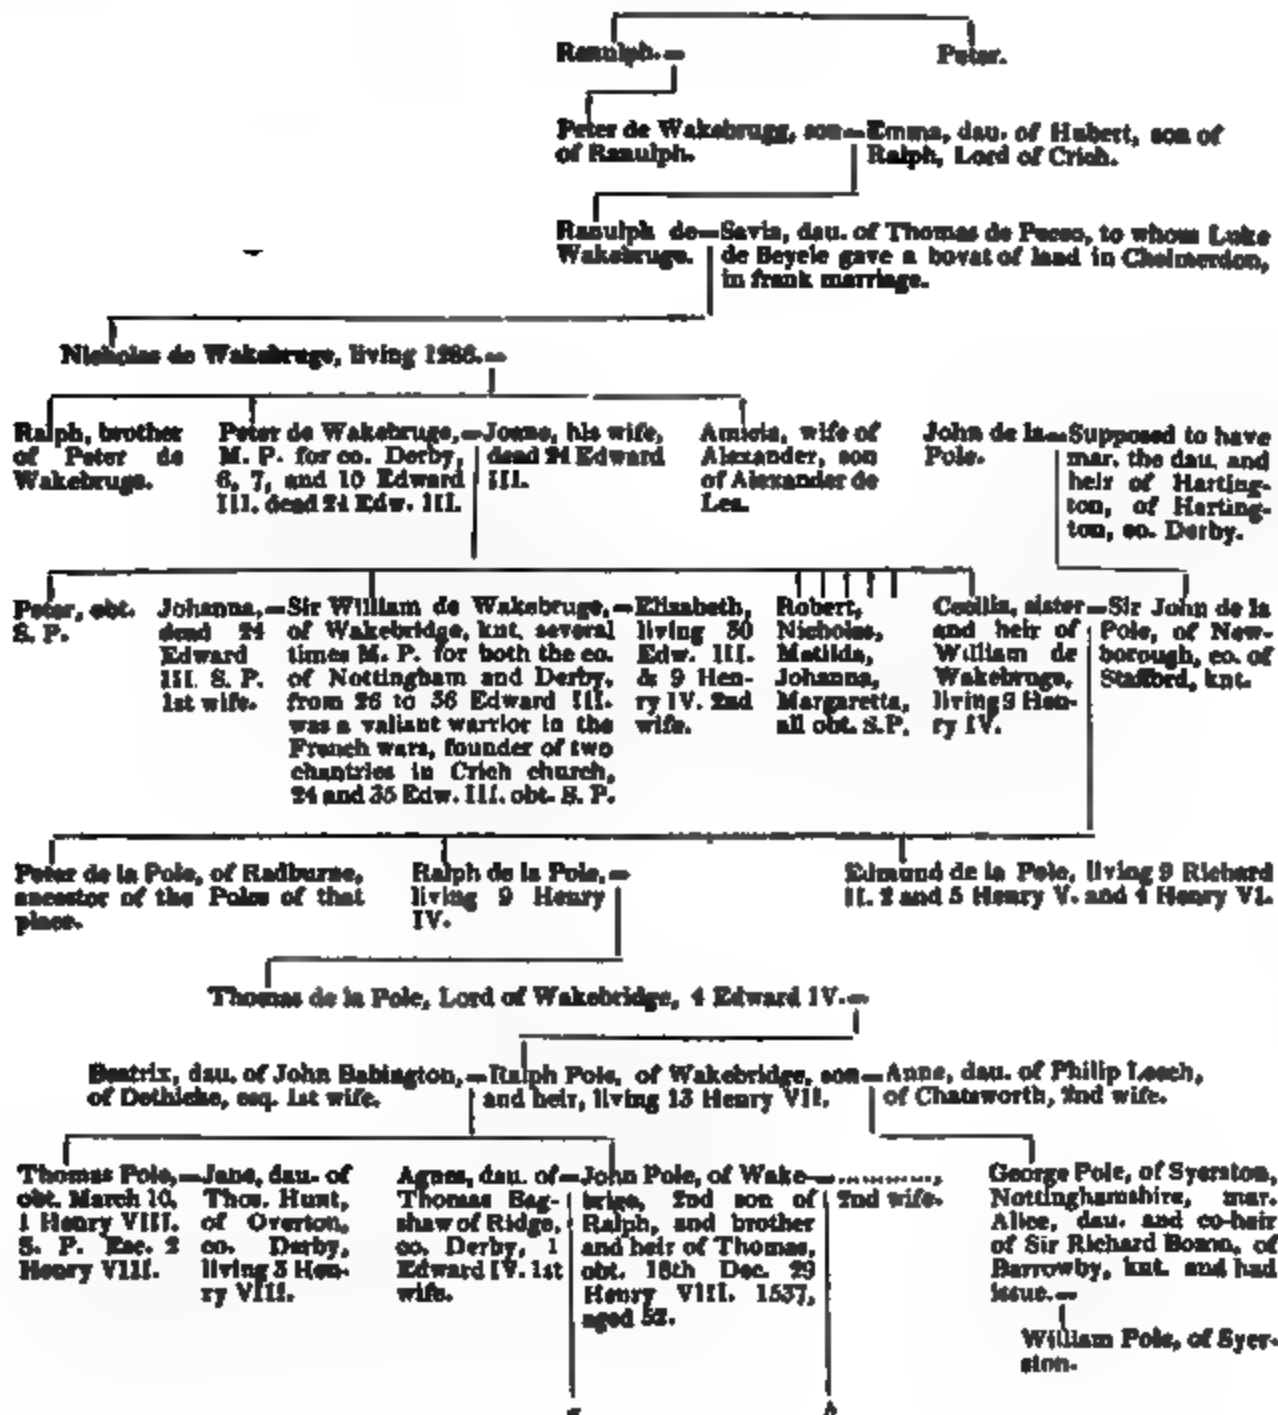 Ranulph.=
Peter.
Peter de Wakebrugg, son
of Ranulph.
=Emma, dau. of Hubert, son of
Ralph, Lord of Crich.
Ranulph de
Wakebruge.
=Savia, dau. of Thomas de Pecco, to whom Luke
de Beyele gave a bovat of land in Chelmerdon,
in frank marriage.
Nicholas de Wakebruge, living 1286.=
Ralph, brother
of Peter de
Wakebruge.
Peter de Wakebruge,
M. P. for co. Derby,
6, 7, and 10 Edward
III. dead 24 Edw. III.
=Joane, his wife,
dead 24 Edward
III.
Amicia, wife of
Alexander, son
of Alexander de
Lea.
John de la
Pole.
=Supposed to have
mar. the dau. and
heir of Harting-
ton, of Harting-
ton, co. Derby.
Peter, obt.
S. P.
Johanna,
dead 24
Edward
III. S. P.
1st wife.
=Sir William de Wakebruge,
of Wakebridge, knt. several
times M. P. for both the co.
of Nottingham and Derby,
from 26 to 36 Edward III.
was a valiant warrior in the
French wars, founder of two
chantries in Crich church,
24 and 35 Edw. III. obt. S. P.
=Elizabeth,
living 30
Edw. III.
& 9 Hen-
ry IV. 2nd
wife.
Robert,
Nicholas,
Matilda,
Johanna,
Margaretta,
all obt. S.P.
Cecilia, sister
and heir of
William de
Wakebruge,
living 9 Hen-
ry IV.
=Sir John de la
Pole, of New-
borough, co. of
Stafford, knt.
Peter de la Pole, of Radburne,
ancestor of the Poles of that
place.
Ralph de la Pole,=
living 9 Henry
IV.
Edmund de la Pole, living 9 Richard
II. 2 and 5 Henry V. and 4 Henry VI.
Thomas de la Pole, Lord of Wakebridge, 4 Edward IV.=
Beatrix, dau. of John Babington,
of Dethicke, esq. 1st wife.
=Ralph Pole, of Wakebridge, son
and heir, living 13 Henry VII.
=Anne, dau. of Philip Leech,
of Chatsworth, 2nd wife.
Thomas Pole,
obt. March 10,
1 Henry VIII.
S. P. Esc. 2
Henry VIII.
=Jane, dau. of
Thos. Hunt,
of Overton,
co. Derby,
living 3 Hen-
ry VIII.
Agnes, dau. of
Thomas Bag-
shaw of Ridge,
co. Derby, 1
Edward IV. 1st
wife.
=John Pole, of Wake-
brige, 2nd son of
Ralph, and brother
and heir of Thomas,
obt. 18th Dec. 29
Henry VIII. 1537,
aged 52.
=............,
2nd wife.
George Pole, of Syerston,
Nottinghamshire, mar.
Alice, dau. and co-heir
of Sir Richard of
Barrowby, knt. and had
issue.=
William Pole, of Syer-
ston.